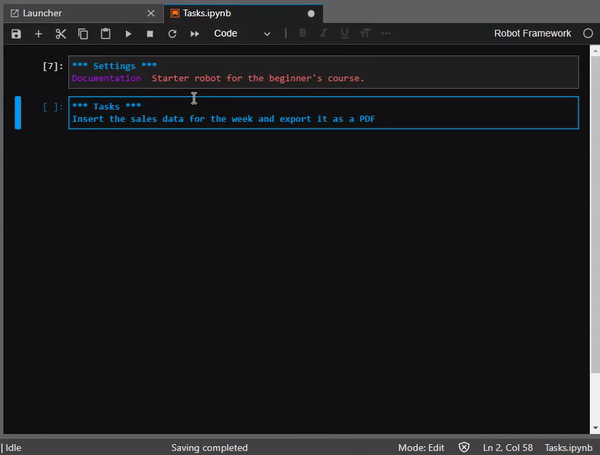 Launcher
Tasks.ipynb
Code
B I U
Robot Framework
[7]:
*** Settings ***
Documentation  Starter robot for the beginner's course.
[ ]:
*** Tasks ***
Insert the sales data for the week and export it as a PDF
Idle
Saving completed
Mode: Edit
Ln 2, Col 58
Tasks.ipynb